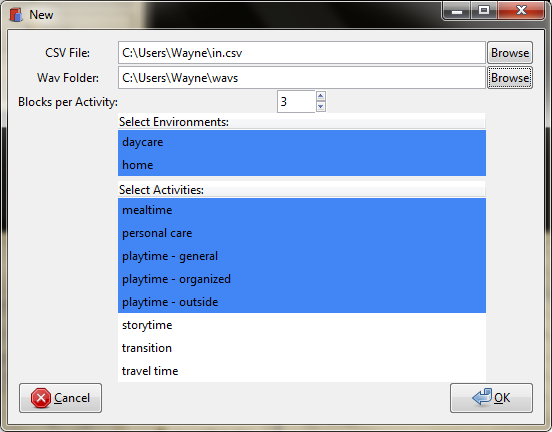 New
CSV File: C:\Users\Wayne\in.csv Browse
Wav Folder: C:\Users\Wayne\wavs Browse
Blocks per Activity: 3
Select Environments:
daycare
home
Select Activities:
mealtime
personal care
playtime - general
playtime - organized
playtime - outside
storytime
transition
travel time
Cancel OK